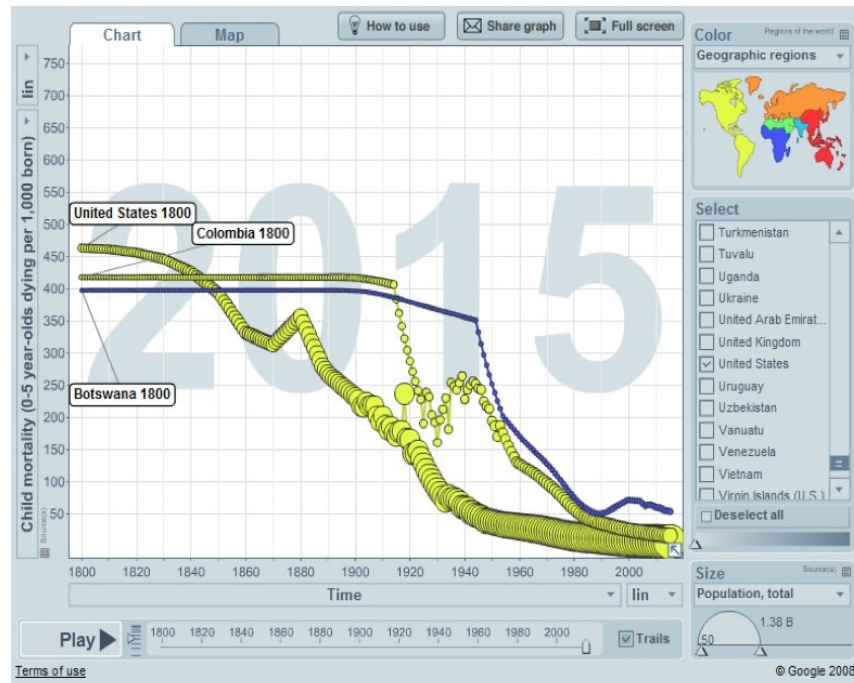 Chart
Map
How to use
Share graph
Full screen
Color
Regions of the world
Geographic regions
lin
Child mortality (0-5 year-olds dying per 1,000 born)
Source(s)
750
700
650
600
550
500
450
400
350
300
250
200
150
100
50
2015
United States 1800
Colombia 1800
Botswana 1800
1800
1820
1840
1860
1880
1900
1920
1940
1960
1980
2000
Time
lin
Select
Turkmenistan
Tuvalu
Uganda
Ukraine
United Arab Emirat...
United Kingdom
United States
Uruguay
Uzbekistan
Vanuatu
Venezuela
Vietnam
Virgin Islands (U.S.)
Deselect all
Size
Source(s)
Population, total
1.38 B
50
Play
1800 1820 1840 1860 1880 1900 1920 1940 1960 1980 2000
Trails
Terms of use
© Google 2008